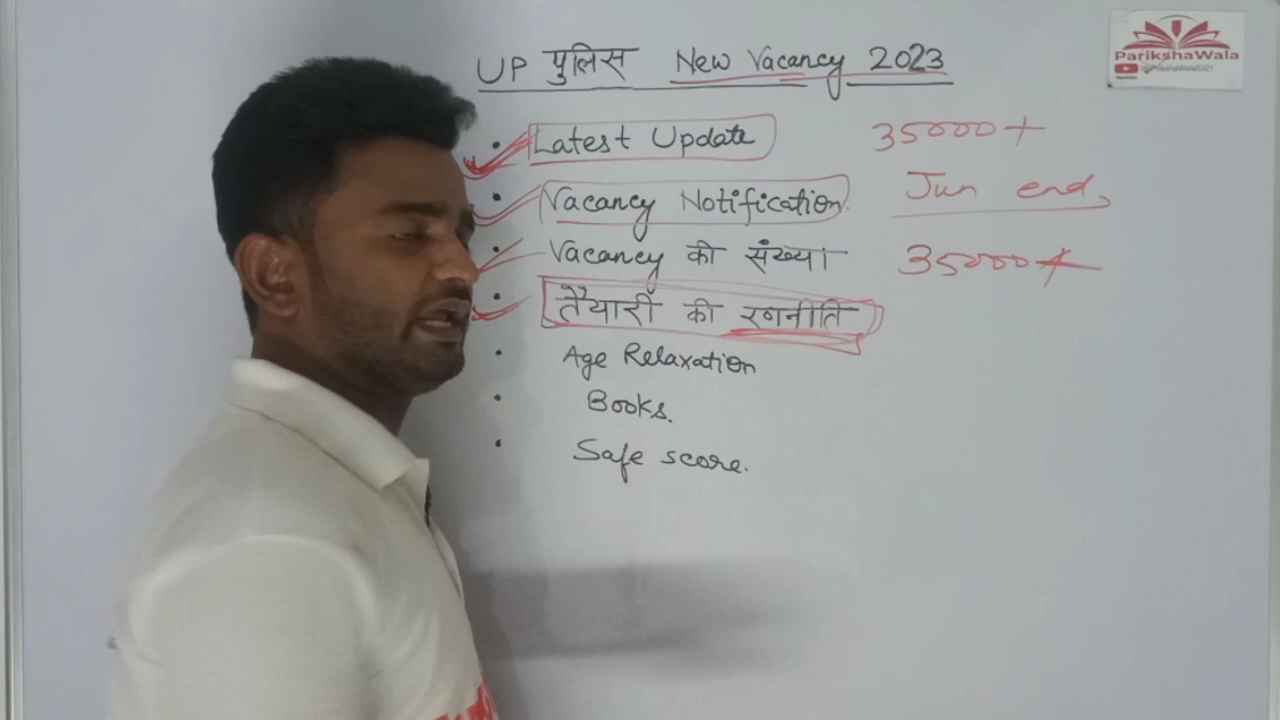 UP पुलिस New Vacancy 2023
Latest Update 35000+
Vacancy Notification. Jun end,
Vacancy की संख्या 35000+
तैयारी की रणनीति
Age Relaxation
Books.
Safe score.
ParikshaWala